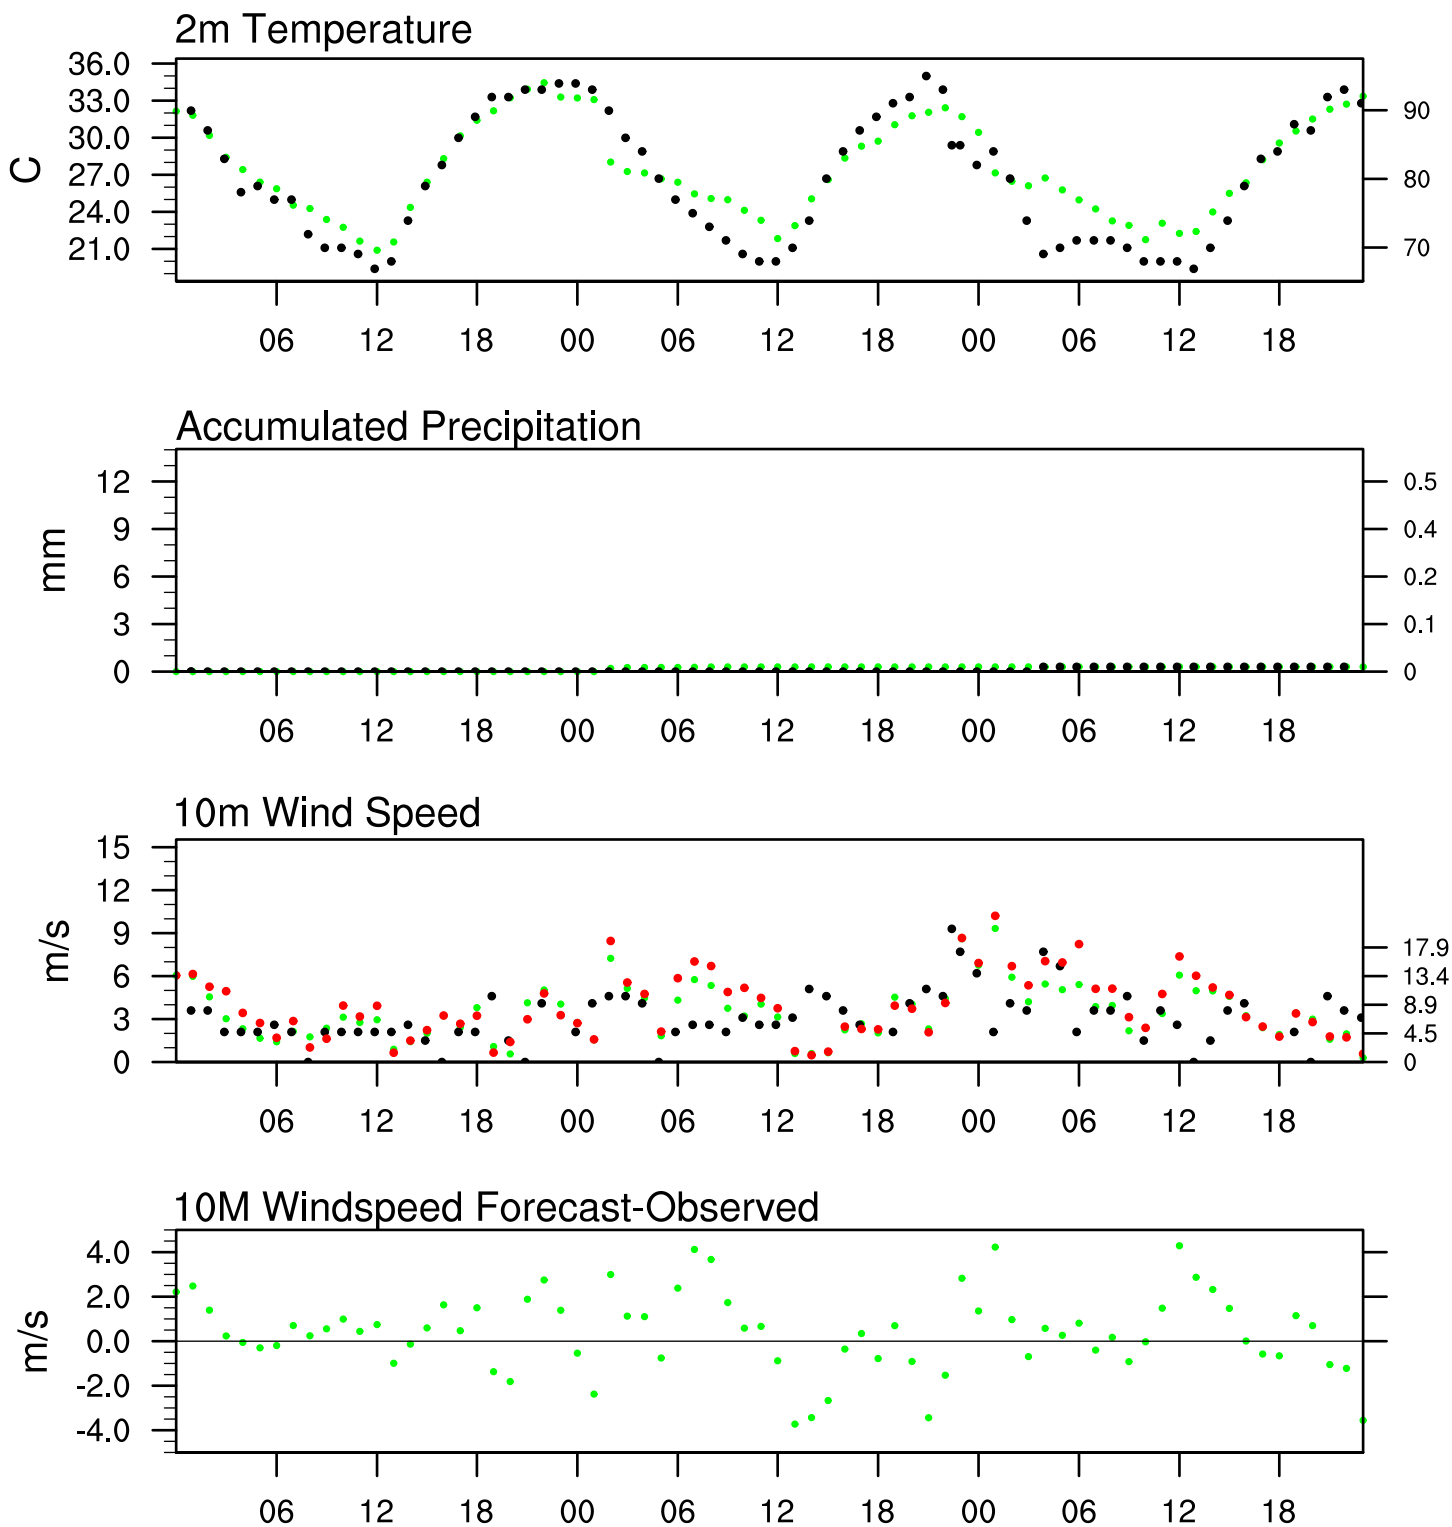 2m Temperature
36.0
33.0
30.0
27.0
24.0
21.0
C
90
80
70
06 12 18 00 06 12 18 00 06 12 18
Accumulated Precipitation
12
9
6
3
0
mm
0.5
0.4
0.2
0.1
0
06 12 18 00 06 12 18 00 06 12 18
10m Wind Speed
15
12
9
6
3
0
m/s
17.9
13.4
8.9
4.5
0
06 12 18 00 06 12 18 00 06 12 18
10M Windspeed Forecast-Observed
4.0
2.0
0.0
-2.0
-4.0
m/s
06 12 18 00 06 12 18 00 06 12 18